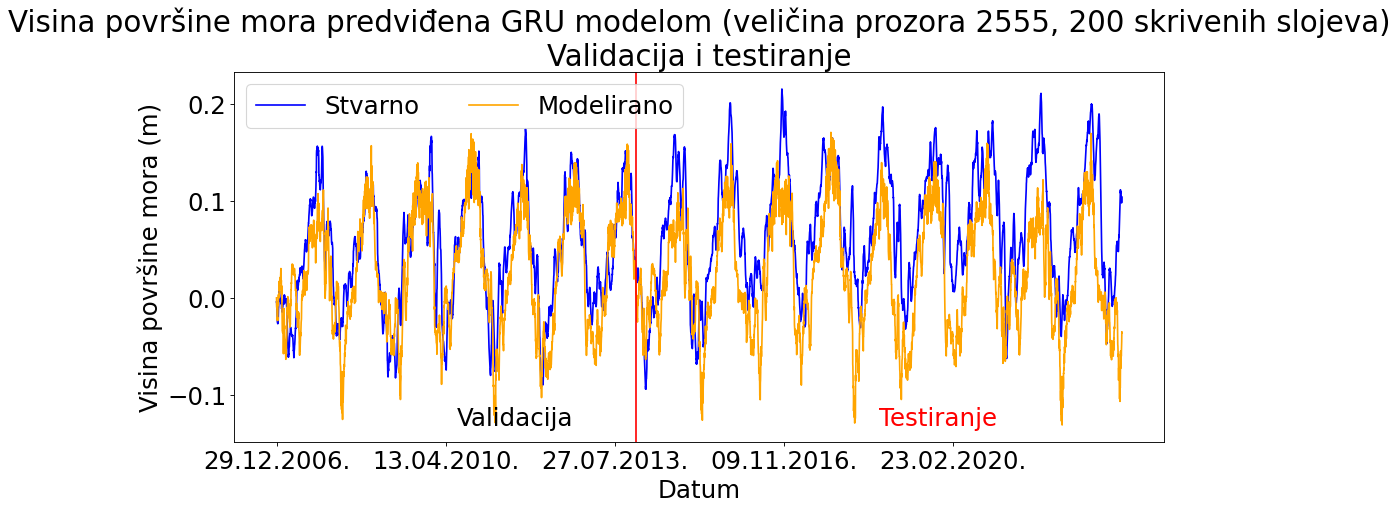 Visina površine mora predviđena GRU modelom (veličina prozora 2555, 200 skrivenih slojeva)
Validacija i testiranje
Stvarno
Modelirano
Visina površine mora (m)
0.2
0.1
0.0
−0.1
Validacija
Testiranje
29.12.2006.
13.04.2010.
27.07.2013.
09.11.2016.
23.02.2020.
Datum